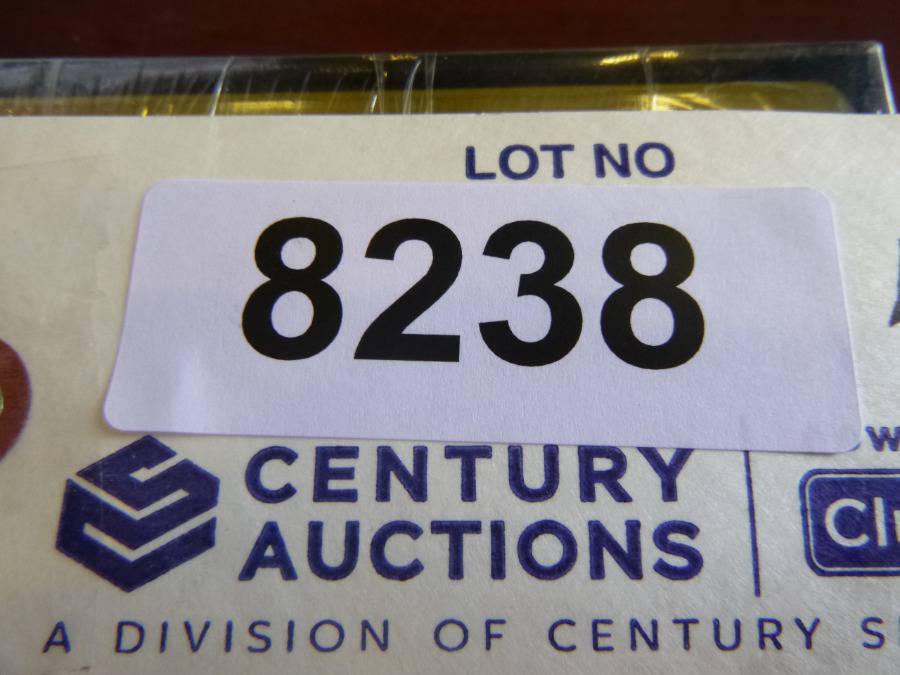 LOT NO
8238
CENTURY
AUCTIONS
A DIVISION OF CENTURY